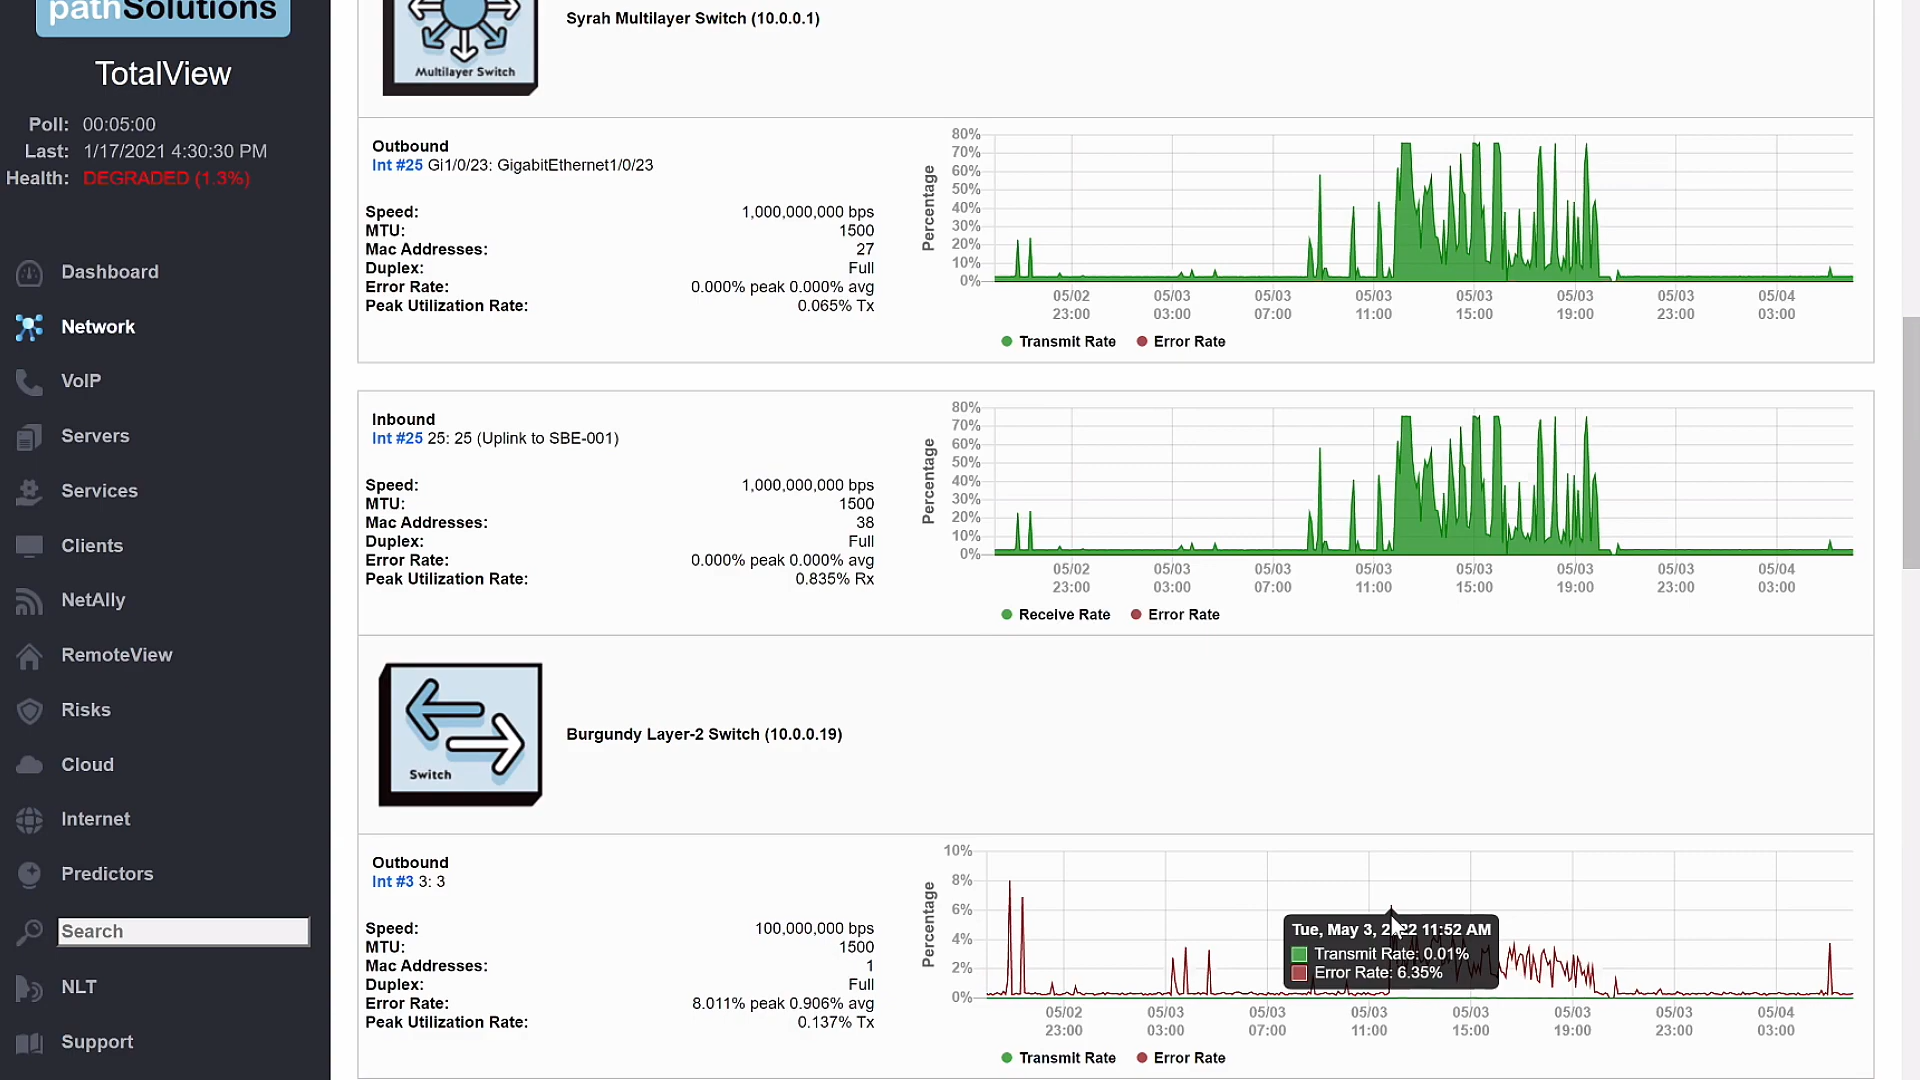 pathSolutions
TotalView
Poll: 00:05:00
Last: 1/17/2021 4:30:30 PM
Health: DEGRADED (1.3%)
Dashboard
Network
VoIP
Servers
Services
Clients
NetAlly
RemoteView
Risks
Cloud
Internet
Predictors
Search
NLT
Support
Multilayer Switch
Syrah Multilayer Switch (10.0.0.1)
Outbound
Int #25 Gi1/0/23: GigabitEthernet1/0/23
Speed: 1,000,000,000 bps
MTU: 1500
Mac Addresses: 27
Duplex: Full
Error Rate: 0.000% peak 0.000% avg
Peak Utilization Rate: 0.065% Tx
Percentage
80%
70%
60%
50%
40%
30%
20%
10%
0%
05/02 05/03 05/03 05/03 05/03 05/03 05/03 05/04
23:00 03:00 07:00 11:00 15:00 19:00 23:00 03:00
Transmit Rate Error Rate
Inbound
Int #25 25: 25 (Uplink to SBE-001)
Speed: 1,000,000,000 bps
MTU: 1500
Mac Addresses: 38
Duplex: Full
Error Rate: 0.000% peak 0.000% avg
Peak Utilization Rate: 0.835% Rx
Percentage
80%
70%
60%
50%
40%
30%
20%
10%
0%
05/02 05/03 05/03 05/03 05/03 05/03 05/03 05/04
23:00 03:00 07:00 11:00 15:00 19:00 23:00 03:00
Receive Rate Error Rate
Switch
Burgundy Layer-2 Switch (10.0.0.19)
Outbound
Int #3 3: 3
Speed: 100,000,000 bps
MTU: 1500
Mac Addresses: 1
Duplex: Full
Error Rate: 8.011% peak 0.906% avg
Peak Utilization Rate: 0.137% Tx
Percentage
10%
8%
6%
4%
2%
0%
Tue, May 3, 2022 11:52 AM
Transmit Rate: 0.01%
Error Rate: 6.35%
05/02 05/03 05/03 05/03 05/03 05/03 05/03 05/04
23:00 03:00 07:00 11:00 15:00 19:00 23:00 03:00
Transmit Rate Error Rate